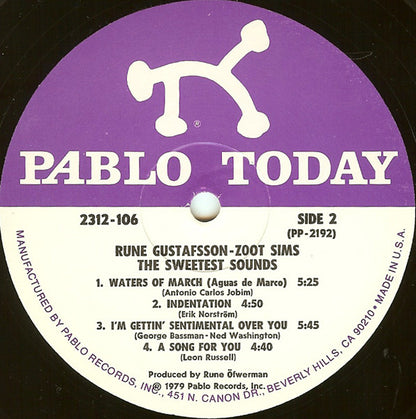 ®
PABLO TODAY
2312-106
SIDE 2
(PP-2192)
RUNE GUSTAFSSON-ZOOT SIMS
THE SWEETEST SOUNDS
1. WATERS OF MARCH (Aguas de Marco) 5:25
(Antonio Carlos Jobim)
2. INDENTATION 4:50
(Erik Norström)
3. I'M GETTIN' SENTIMENTAL OVER YOU 5:45
(George Bassman-Ned Washington)
4. A SONG FOR YOU 4:40
(Leon Russell)
Produced by Rune Öfwerman
℗ 1979 Pablo Records, Inc.
MANUFACTURED BY PABLO RECORDS, INC., 451 N. CANON DR., BEVERLY HILLS, CA 90210 • MADE IN U.S.A.